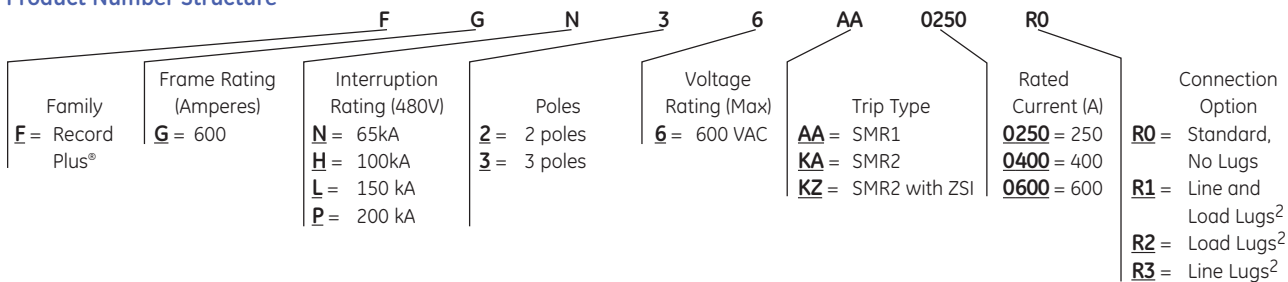 Product Number Structure
F G N 3 6 AA 0250 R0
Family
F = Record
Plus®
Frame Rating
(Amperes)
G = 600
Interruption
Rating (480V)
N = 65kA
H = 100kA
L = 150 kA
P = 200 kA
Poles
2 = 2 poles
3 = 3 poles
Voltage
Rating (Max)
6 = 600 VAC
Trip Type
AA = SMR1
KA = SMR2
KZ = SMR2 with ZSI
Rated
Current (A)
0250 = 250
0400 = 400
0600 = 600
Connection
Option
R0 = Standard,
No Lugs
R1 = Line and
Load Lugs2
R2 = Load Lugs2
R3 = Line Lugs2